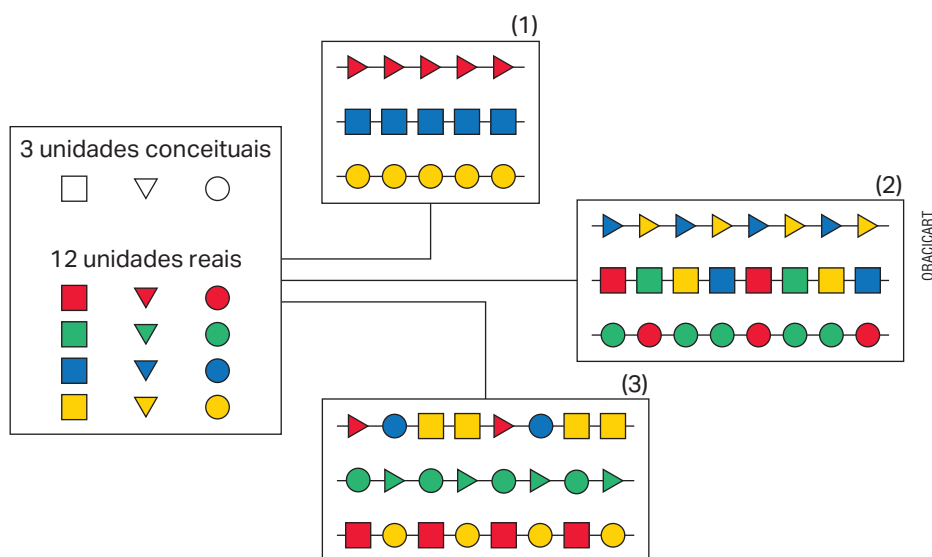 (1)
3 unidades conceituais
12 unidades reais
(2)
ORACICART
(3)